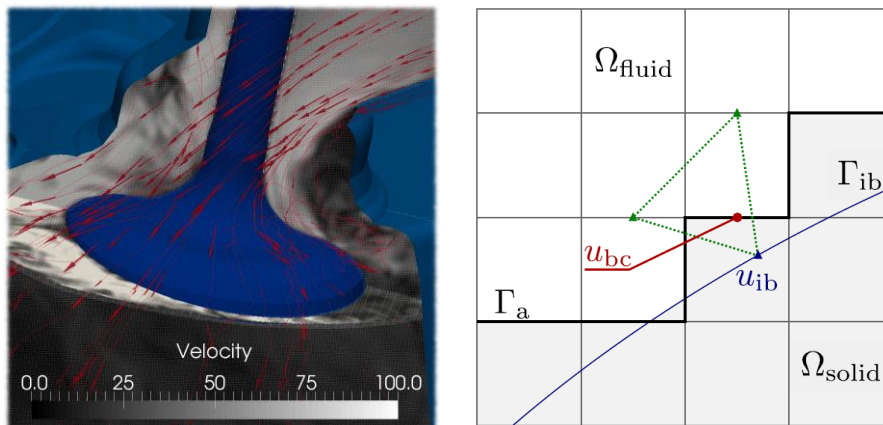 Velocity
0.0 25 50 75 100.0
Ω_fluid
Γ_ib
u_bc
u_ib
Γ_a
Ω_solid